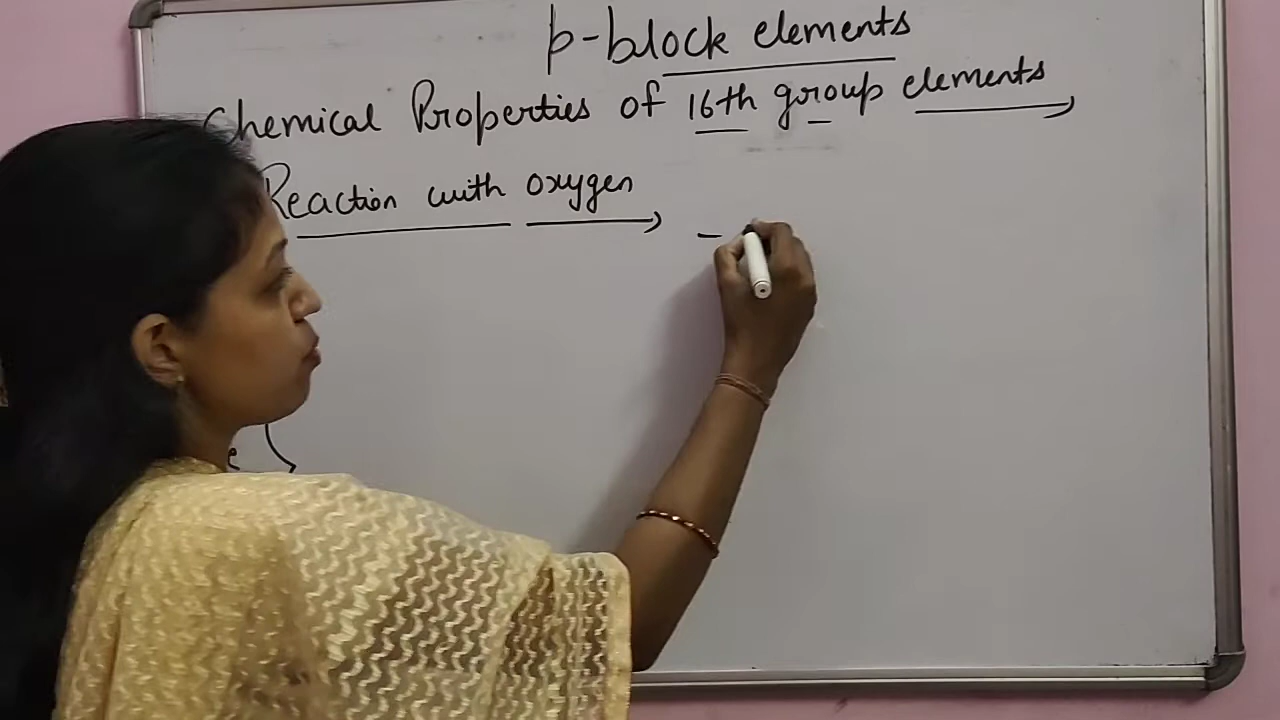 p-block elements
Chemical Properties of 16th group elements
Reaction with oxygen